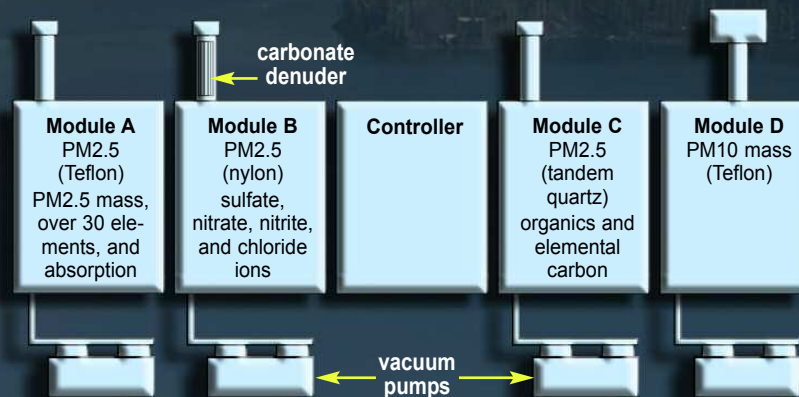 carbonate
denuder
Module A
PM2.5
(Teflon)
PM2.5 mass,
over 30 ele-
ments, and
absorption
Module B
PM2.5
(nylon)
sulfate,
nitrate, nitrite,
and chloride
ions
Controller
Module C
PM2.5
(tandem
quartz)
organics and
elemental
carbon
Module D
PM10 mass
(Teflon)
vacuum
pumps